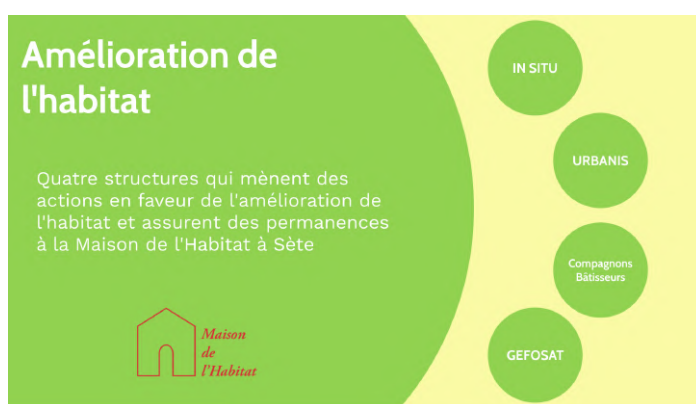 Amélioration de
l'habitat
Quatre structures qui mènent des
actions en faveur de l'amélioration de
l'habitat et assurent des permanences
à la Maison de l'Habitat à Sète
Maison
de
l'Habitat
IN SITU
URBANIS
Compagnons
Bâtisseurs
GEFOSAT